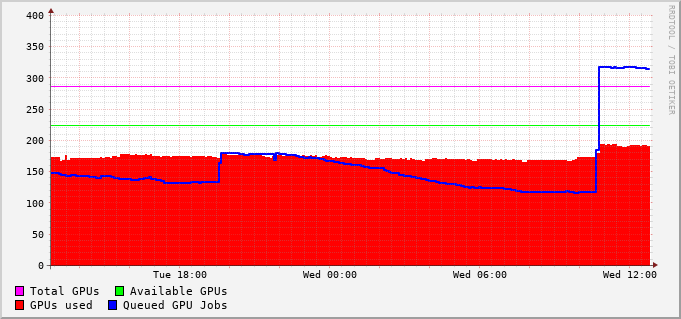 400
350
300
250
200
150
100
50
0
Tue 18:00 Wed 00:00 Wed 06:00 Wed 12:00
Total GPUs Available GPUs
GPUs used Queued GPU Jobs
RRDTOOL / TOBI OETIKER